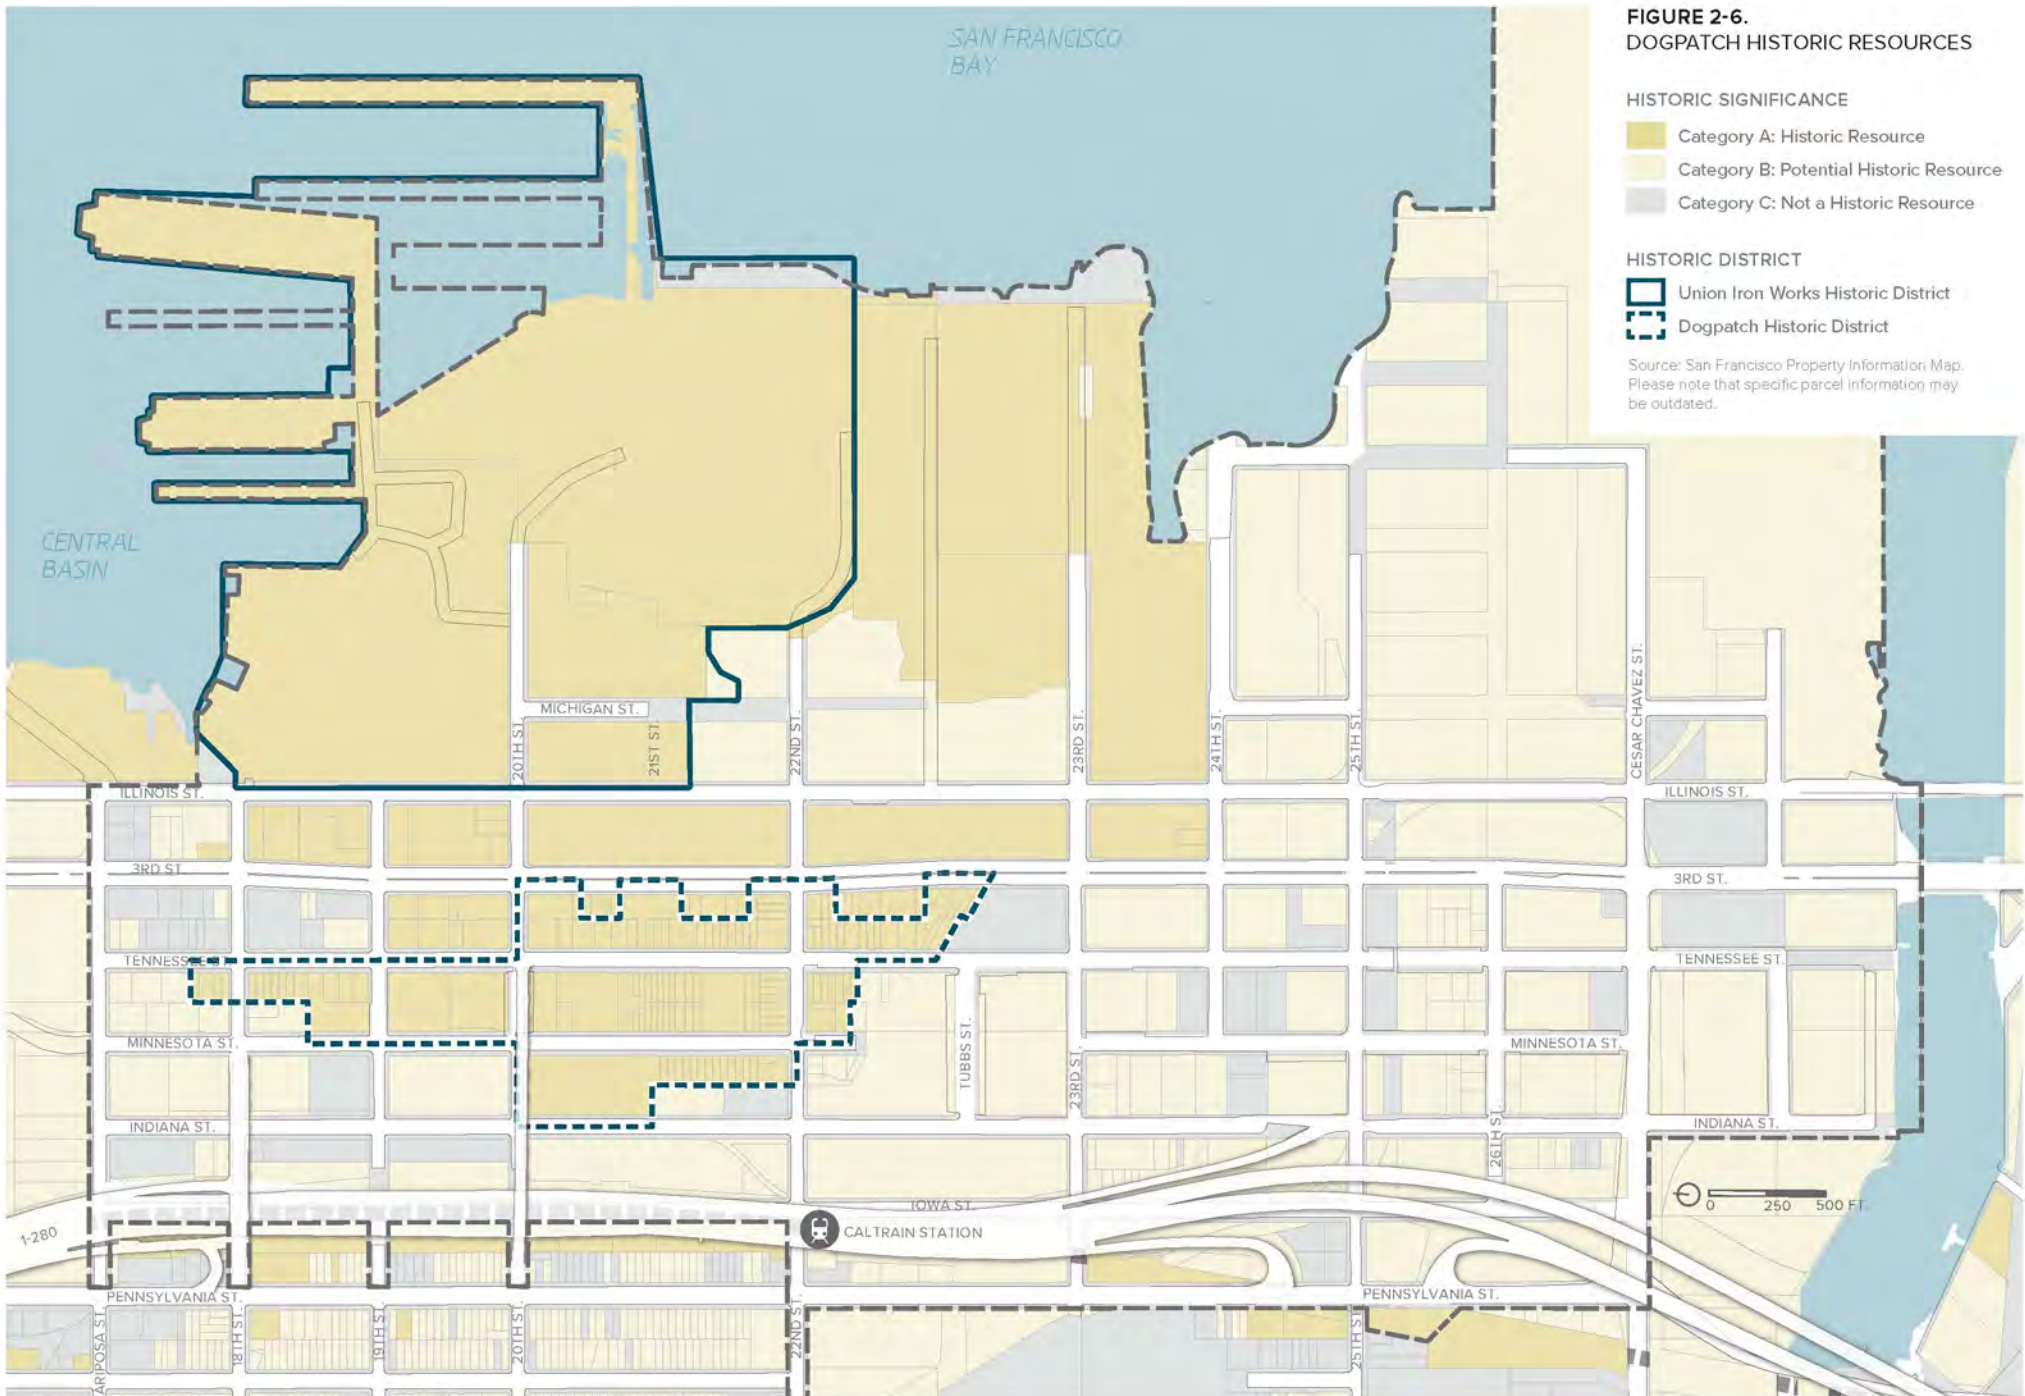 FIGURE 2-6.
DOGPATCH HISTORIC RESOURCES
HISTORIC SIGNIFICANCE
Category A: Historic Resource
Category B: Potential Historic Resource
Category C: Not a Historic Resource
HISTORIC DISTRICT
Union Iron Works Historic District
Dogpatch Historic District
Source: San Francisco Property Information Map.
Please note that specific parcel information may
be outdated.
SAN FRANCISCO
BAY
CENTRAL
BASIN
MICHIGAN ST.
20TH ST.
21ST ST.
22ND ST.
23RD ST.
24TH ST.
25TH ST.
CESAR CHAVEZ ST.
ILLINOIS ST.
ILLINOIS ST.
3RD ST.
3RD ST.
TENNESSEE ST.
TENNESSEE ST.
MINNESOTA ST.
MINNESOTA ST.
TUBBS ST.
23RD ST.
INDIANA ST.
INDIANA ST.
26TH ST.
IOWA ST.
I-280
CALTRAIN STATION
0 250 500 FT.
PENNSYLVANIA ST.
PENNSYLVANIA ST.
ARIPOSA ST.
18TH ST.
19TH ST.
20TH ST.
22ND ST.
25TH ST.